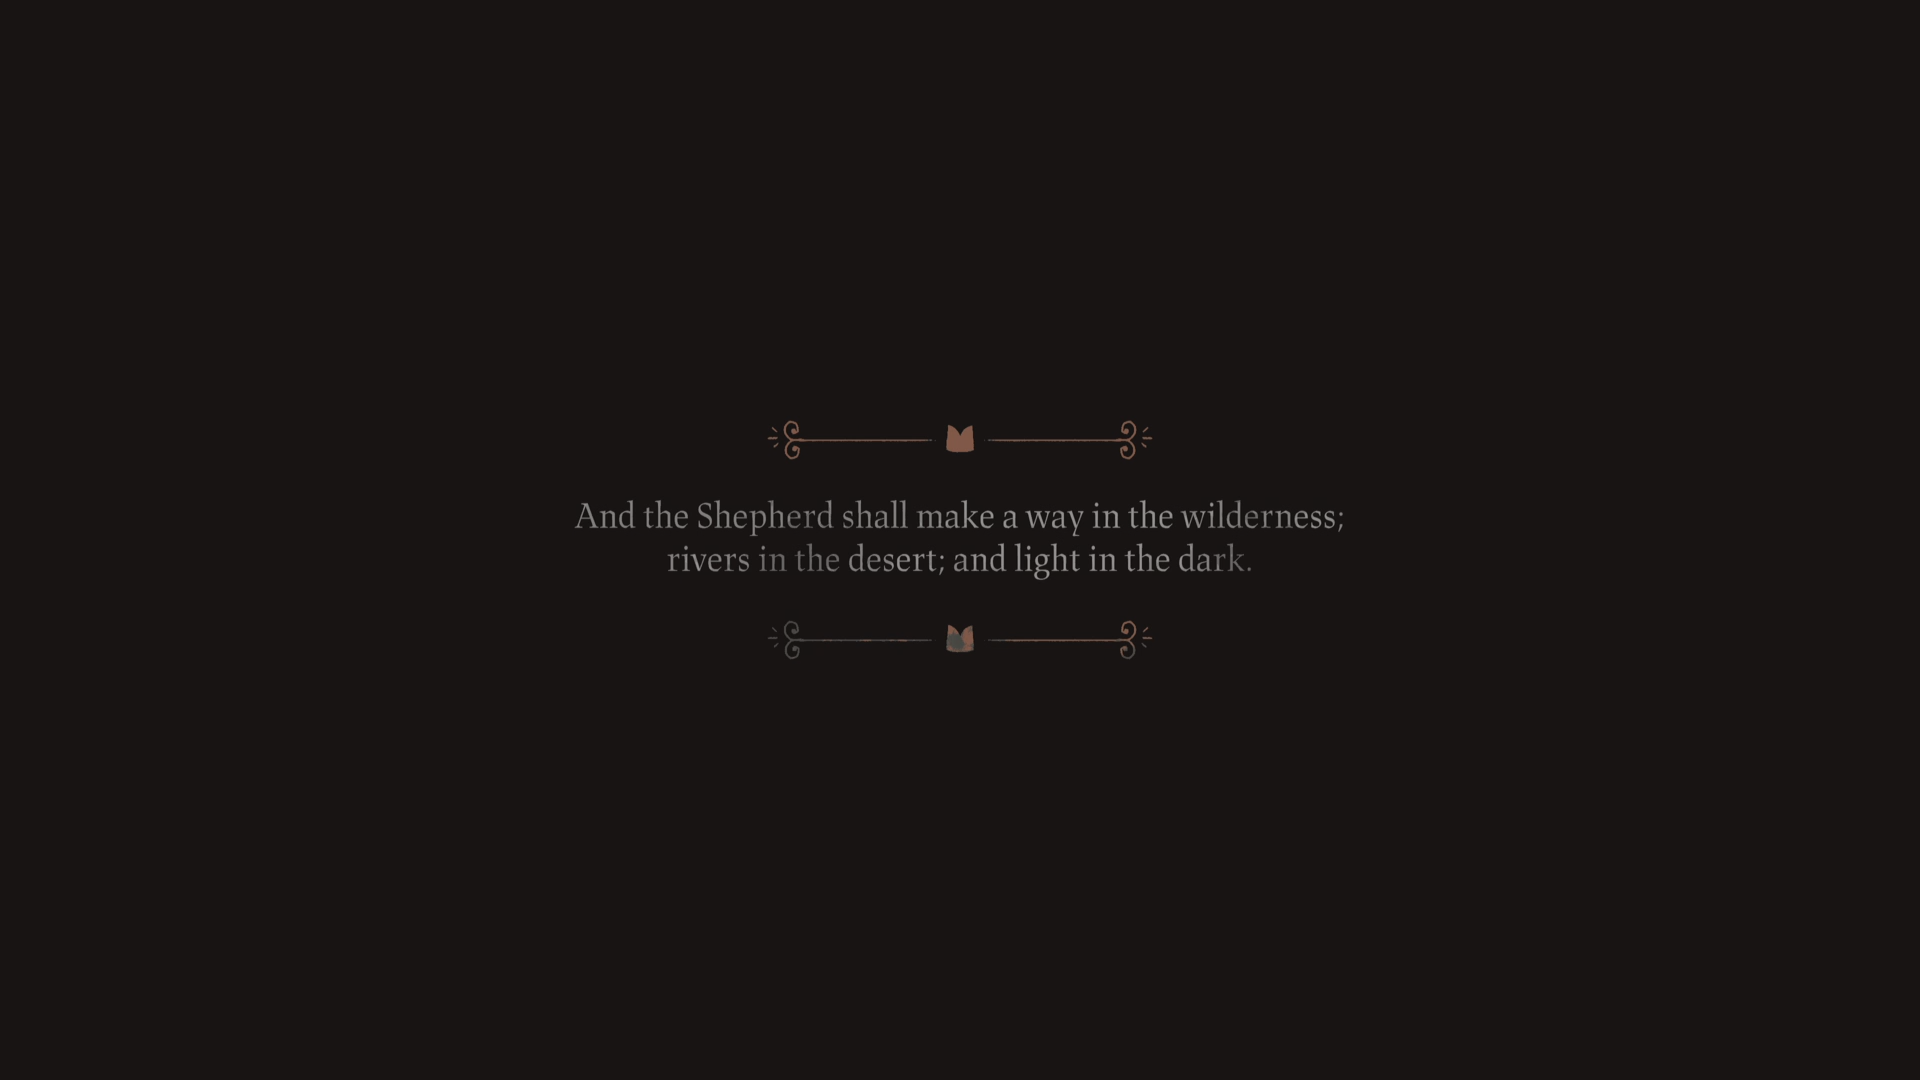 And the Shepherd shall make a way in the wilderness;
rivers in the desert; and light in the dark.